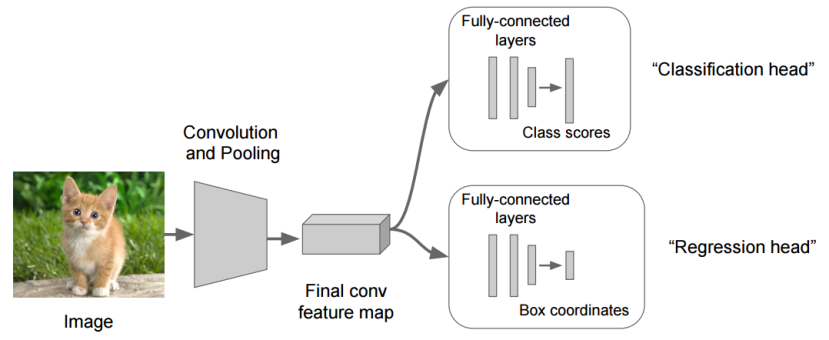 Fully-connected
layers
Class scores
“Classification head”
Convolution
and Pooling
Image
Final conv
feature map
Fully-connected
layers
Box coordinates
“Regression head”